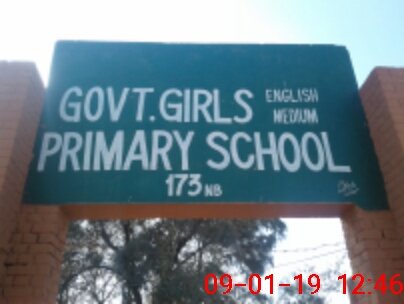 GOVT. GIRLS ENGLISH MEDIUM
PRIMARY SCHOOL
173 NB
09-01-19 12:46